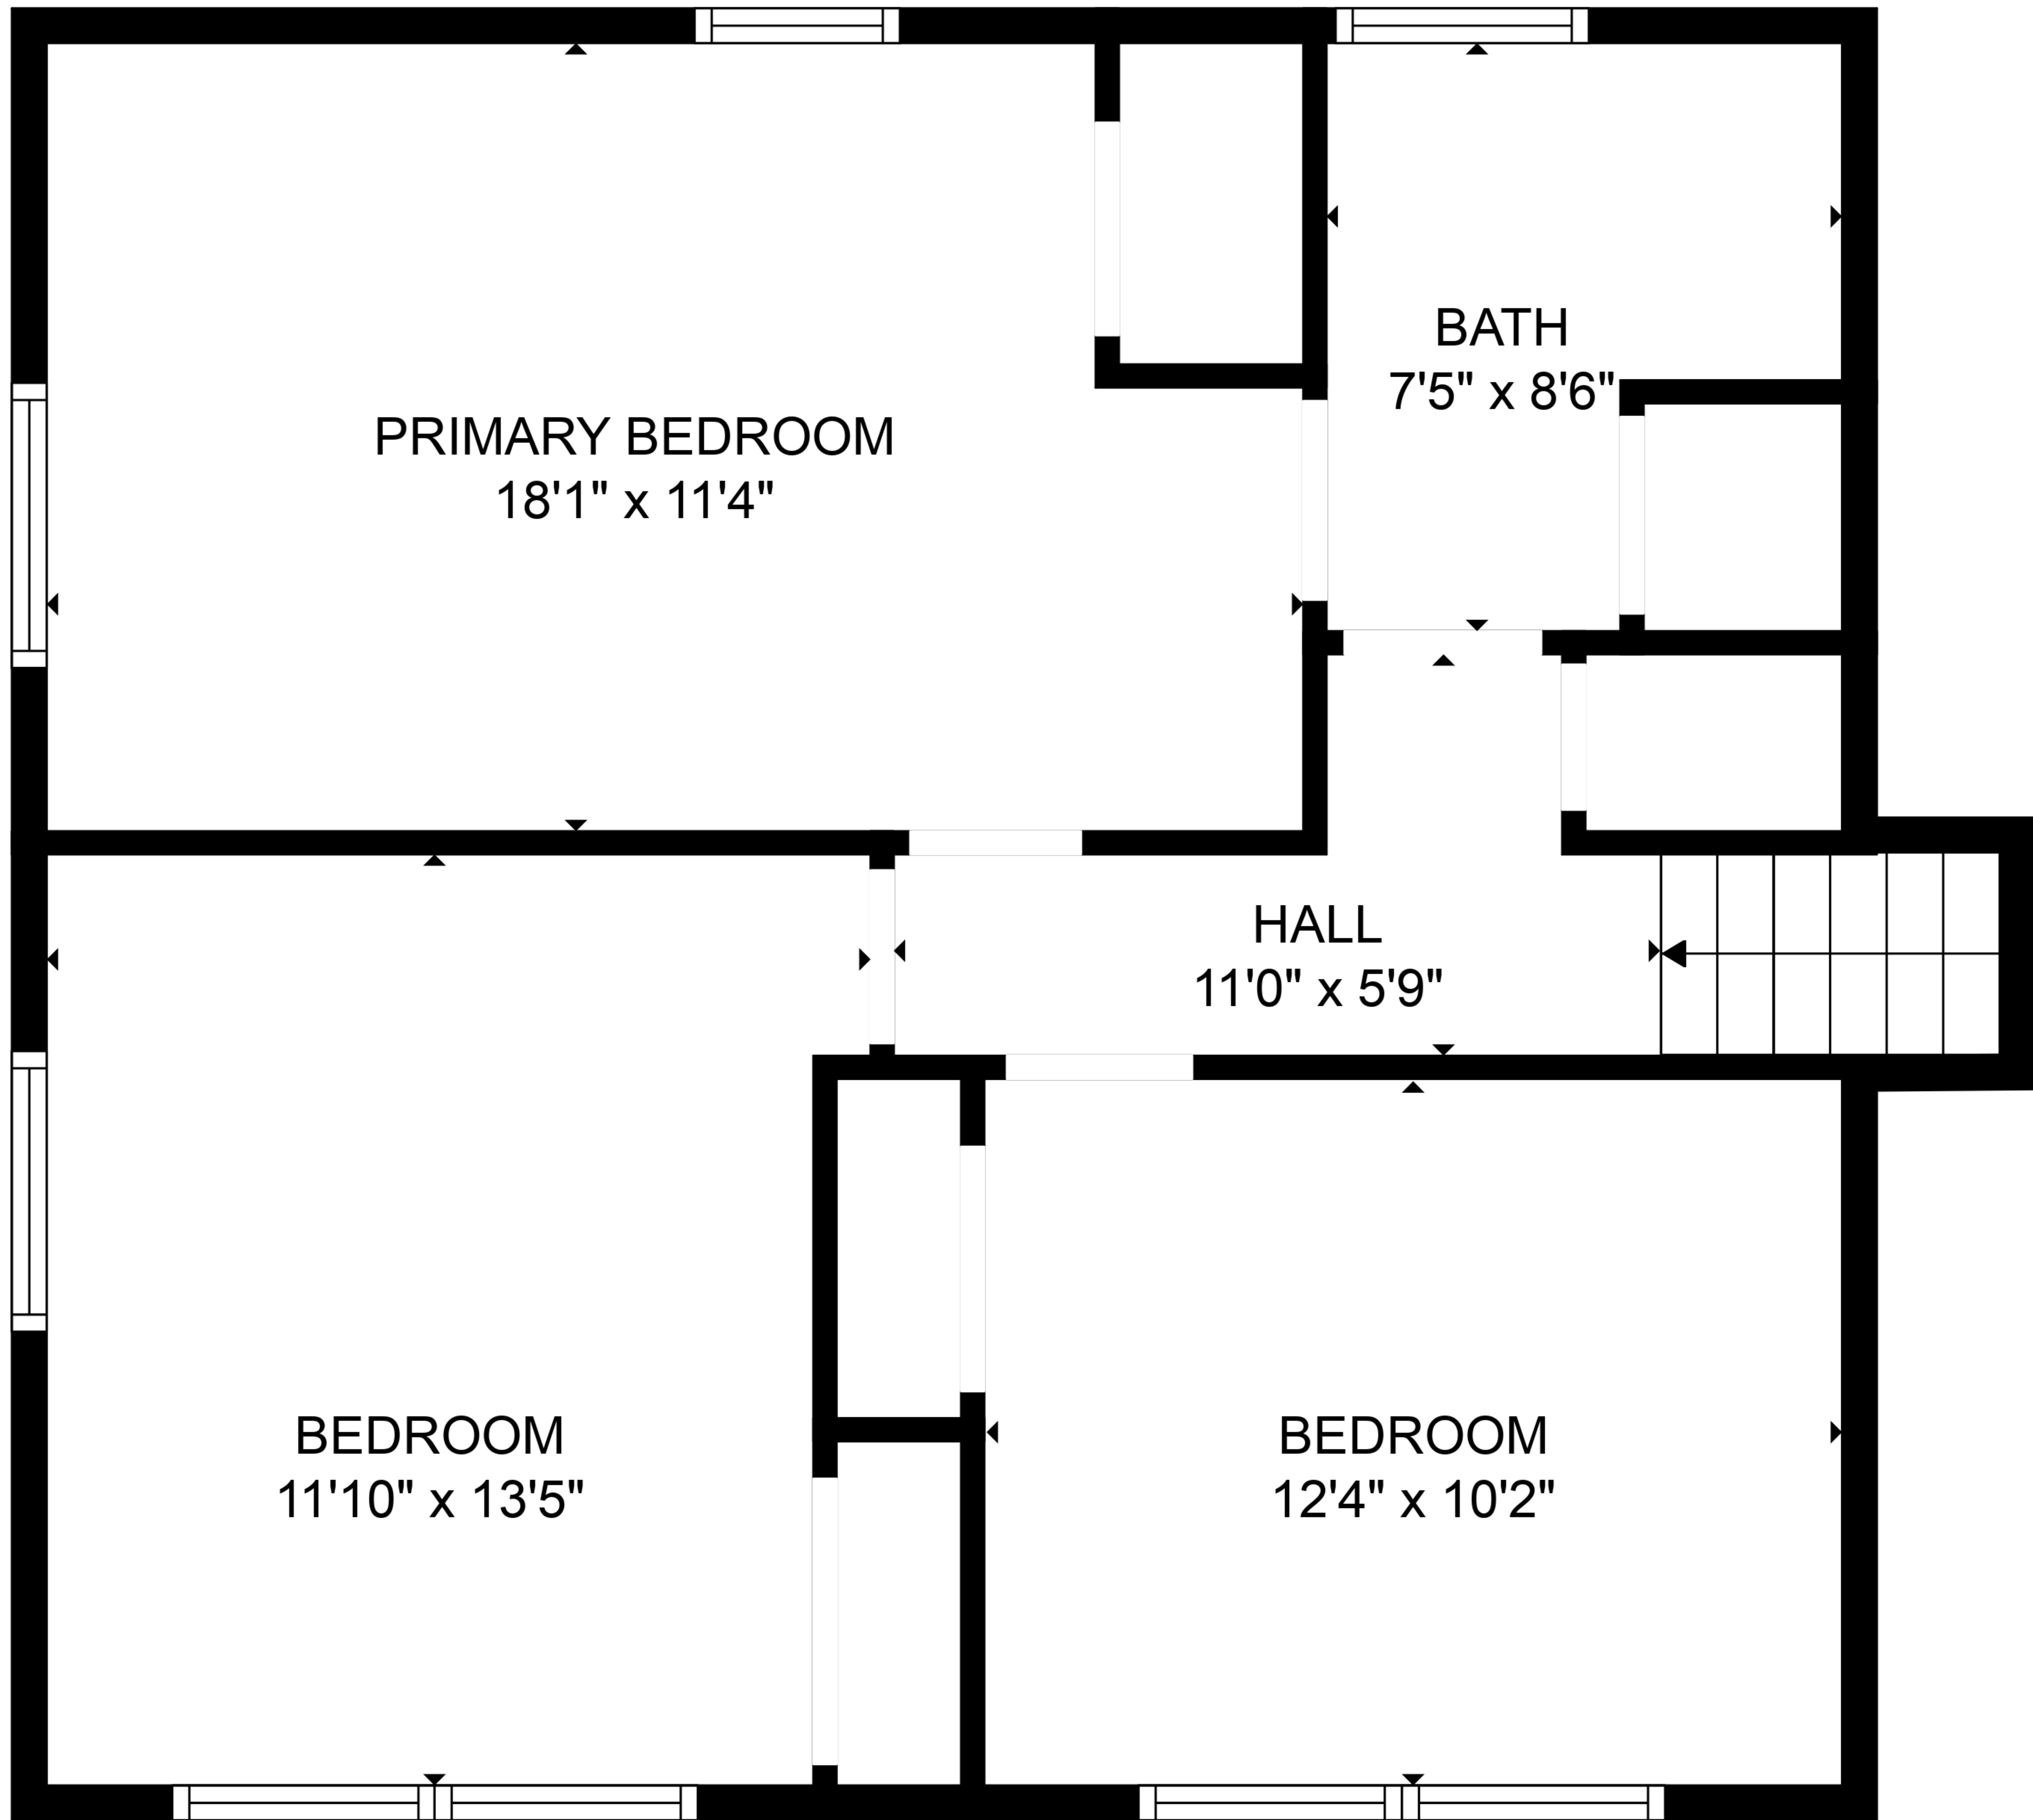 BATH
7'5" x 8'6"
PRIMARY BEDROOM
18'1" x 11'4"
HALL
11'0" x 5'9"
BEDROOM
11'10" x 13'5"
BEDROOM
12'4" x 10'2"